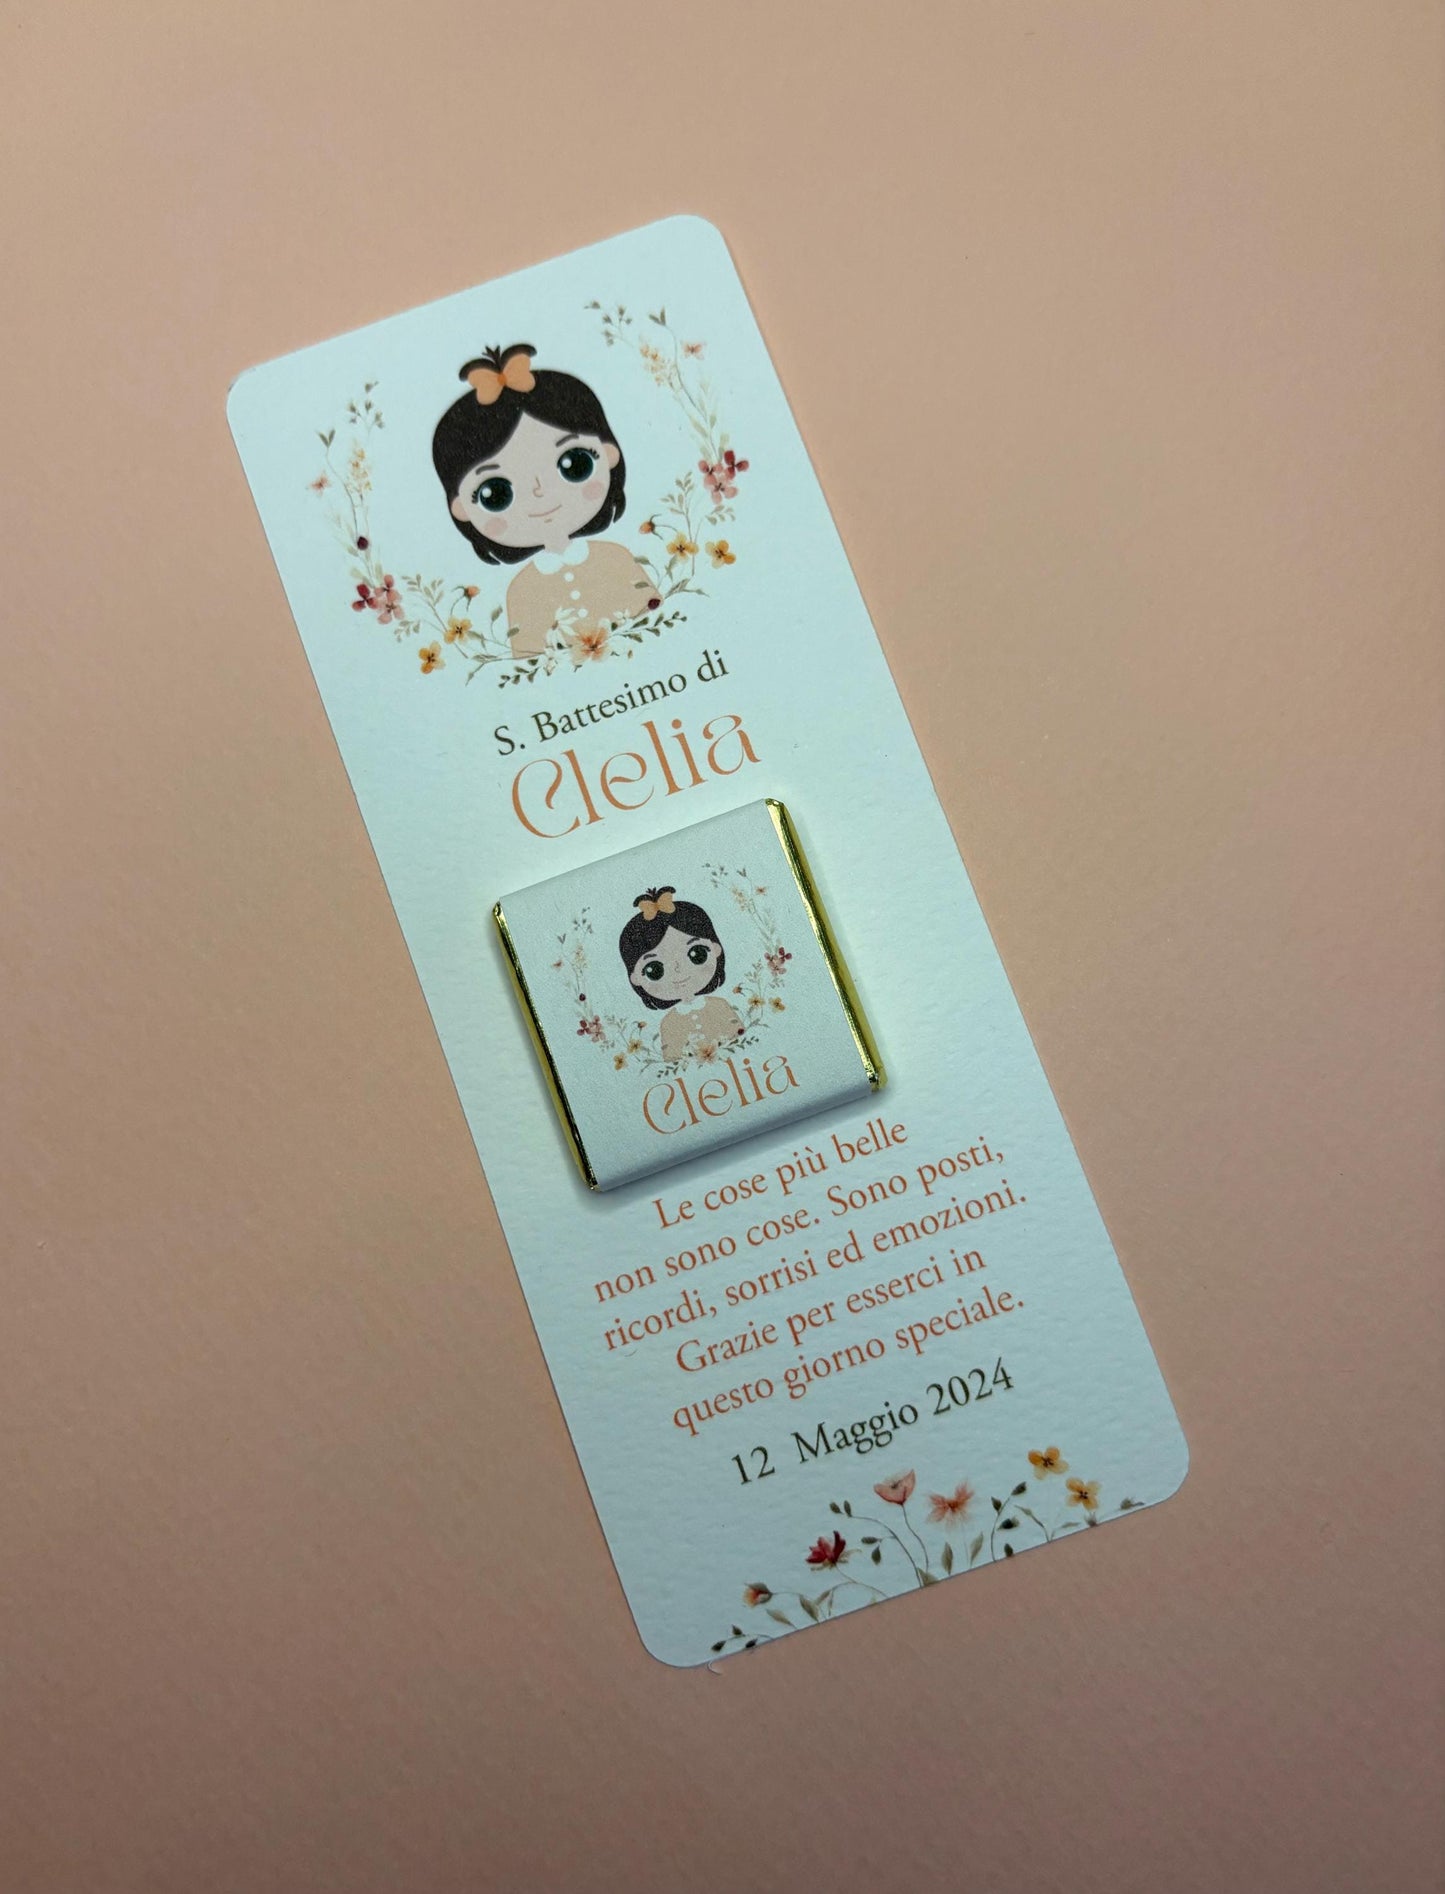 S. Battesimo di
Clelia
Clelia
Le cose più belle
non sono cose. Sono posti,
ricordi, sorrisi ed emozioni.
Grazie per esserci in
questo giorno speciale.
12 Maggio 2024